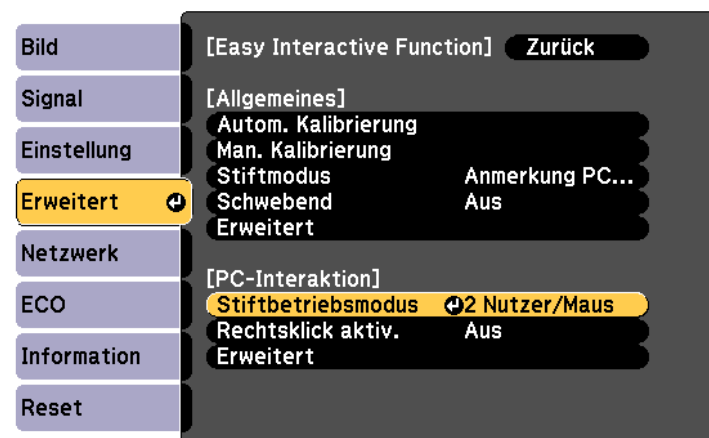 Bild
Signal
Einstellung
Erweitert
Netzwerk
ECO
Information
Reset
[Easy Interactive Function] Zurück
[Allgemeines]
Autom. Kalibrierung
Man. Kalibrierung
Stiftmodus Anmerkung PC...
Schwebend Aus
Erweitert
[PC-Interaktion]
Stiftbetriebsmodus 2 Nutzer/Maus
Rechtsklick aktiv. Aus
Erweitert